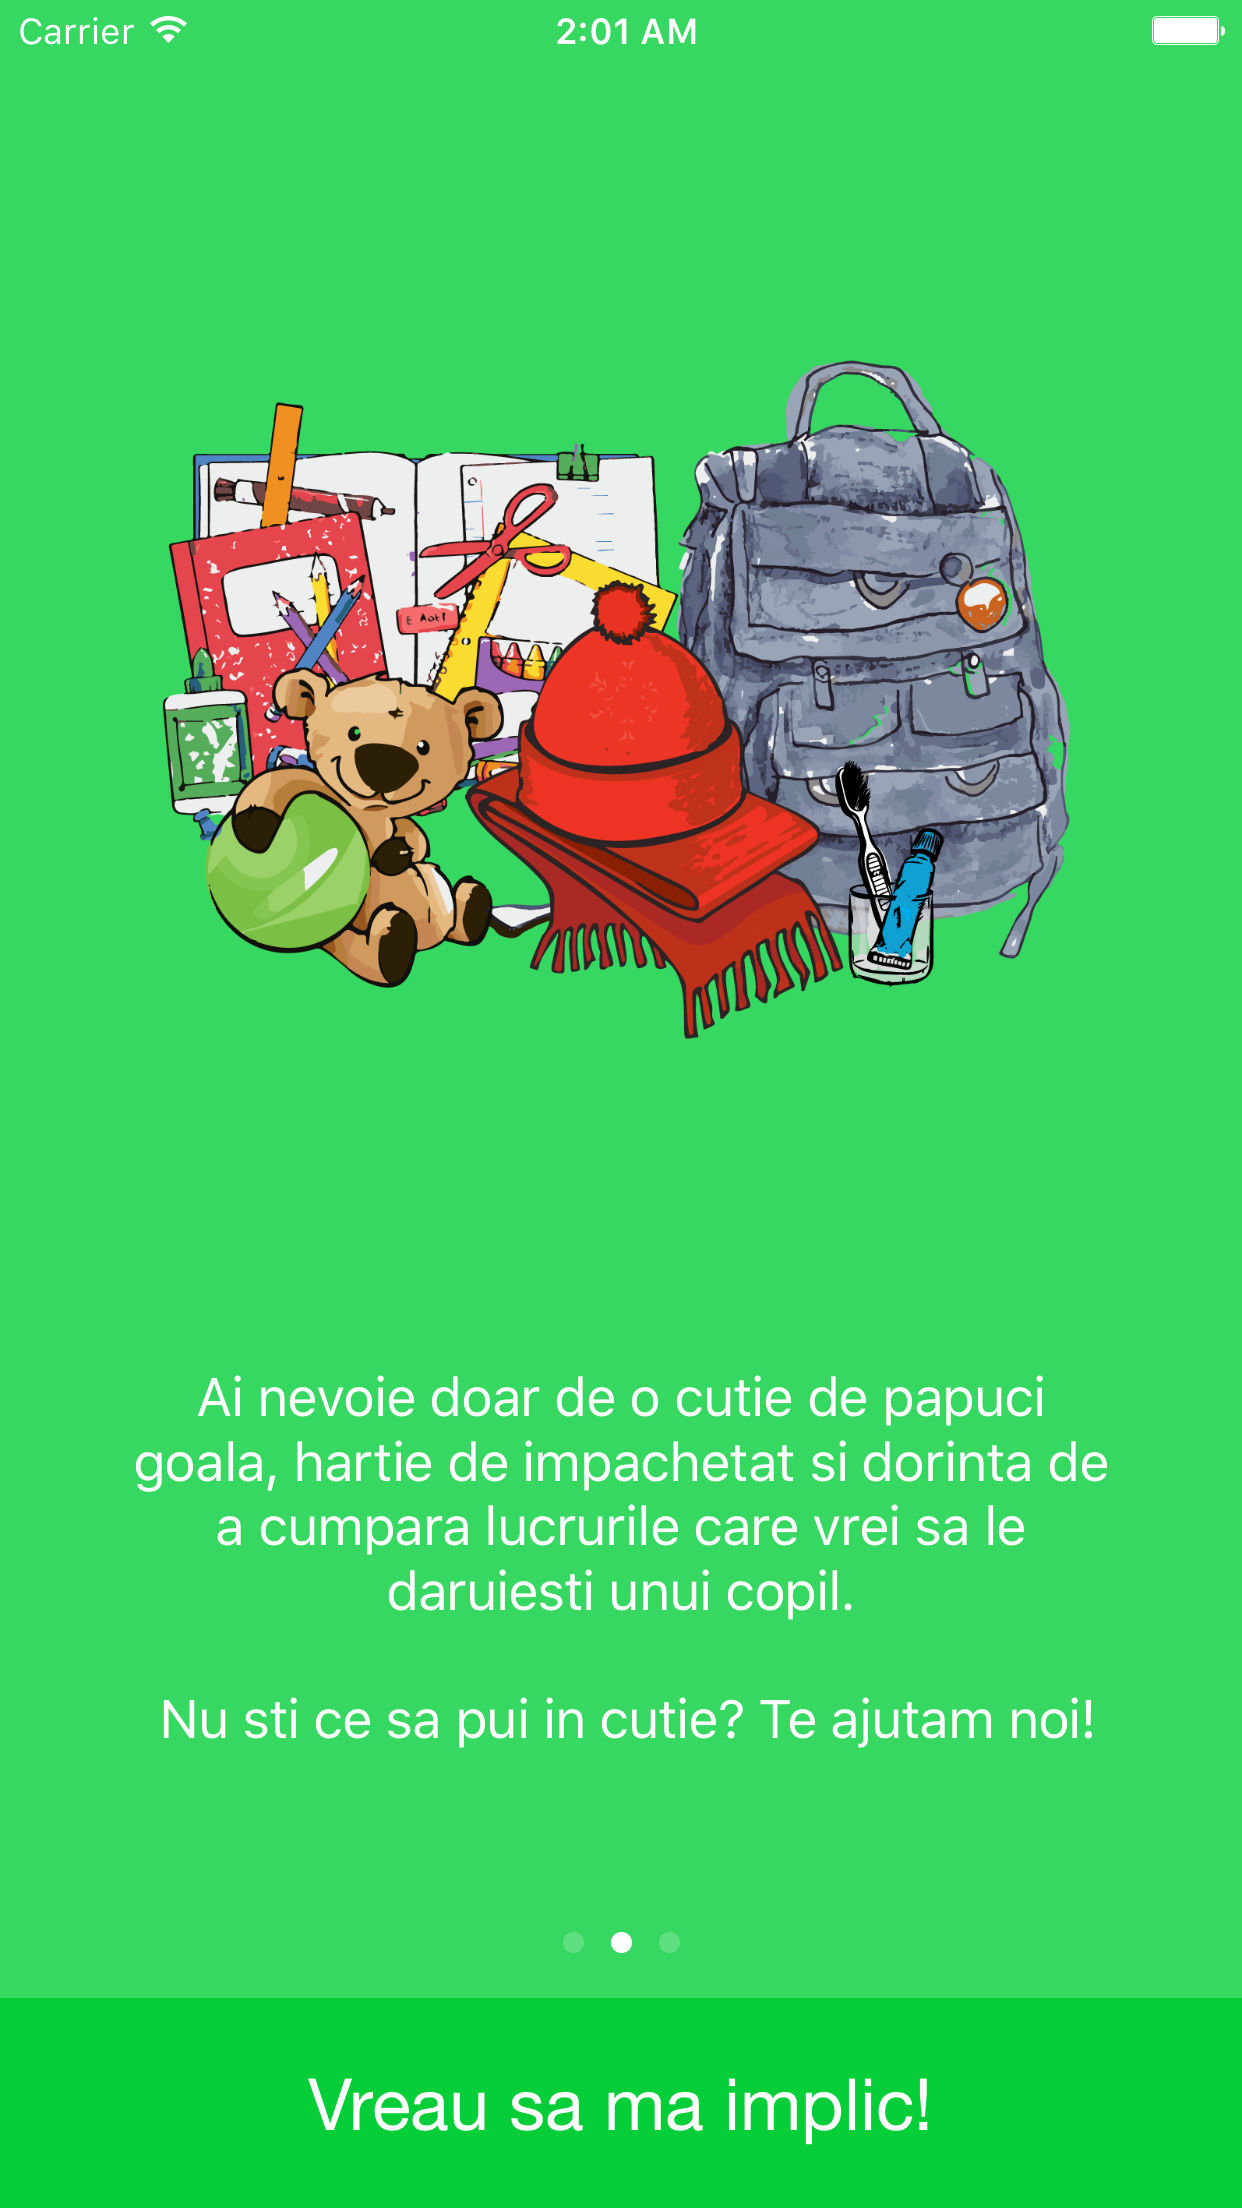 Carrier
2:01 AM
Ai nevoie doar de o cutie de papuci
goala, hartie de impachetat si dorinta de
a cumpara lucrurile care vrei sa le
daruiesti unui copil.
Nu sti ce sa pui in cutie? Te ajutam noi!
Vreau sa ma implic!